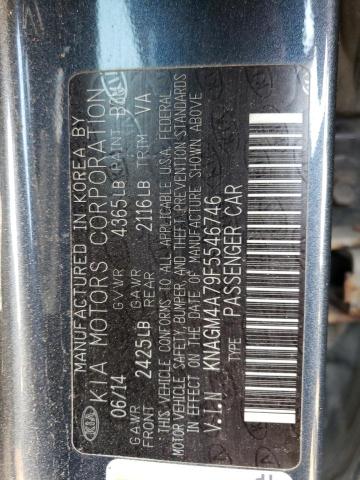 MANUFACTURED IN KOREA BY
KIA MOTORS CORPORATION
06/14 GVWR 4365LB PAINT
GAWR FRONT 2425LB GAWR REAR 2116LB TRIM VA
THIS VEHICLE CONFORMS TO ALL APPLICABLE U.S.A. FEDERAL
MOTOR VEHICLE SAFETY, BUMPER, AND THEFT PREVENTION STANDARDS
IN EFFECT ON THE DATE OF MANUFACTURE SHOWN ABOVE
V.I.N KNAGM4A79F5546746
TYPE PASSENGER CAR
KIA